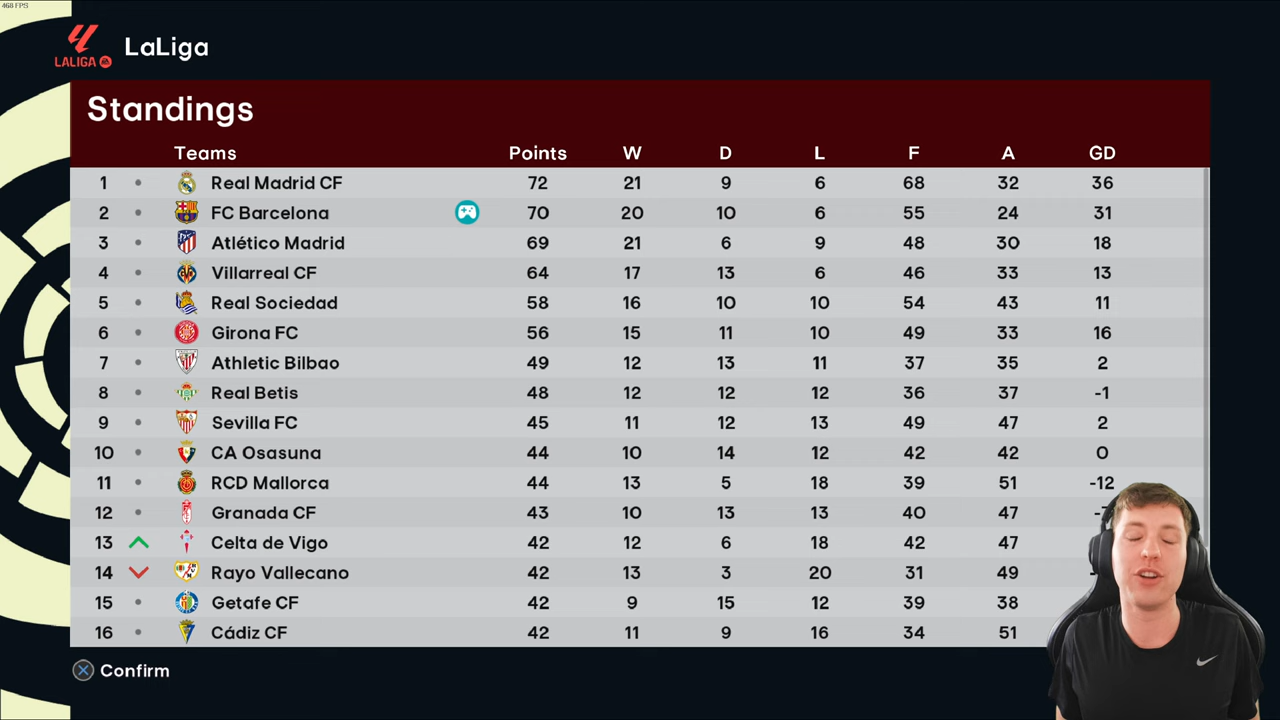 468 FPS
LALIGA
LaLiga
Standings
Teams Points W D L F A GD
1 Real Madrid CF 72 21 9 6 68 32 36
2 FC Barcelona 70 20 10 6 55 24 31
3 Atlético Madrid 69 21 6 9 48 30 18
4 Villarreal CF 64 17 13 6 46 33 13
5 Real Sociedad 58 16 10 10 54 43 11
6 Girona FC 56 15 11 10 49 33 16
7 Athletic Bilbao 49 12 13 11 37 35 2
8 Real Betis 48 12 12 12 36 37 -1
9 Sevilla FC 45 11 12 13 49 47 2
10 CA Osasuna 44 10 14 12 42 42 0
11 RCD Mallorca 44 13 5 18 39 51 -12
12 Granada CF 43 10 13 13 40 47
13 Celta de Vigo 42 12 6 18 42 47
14 Rayo Vallecano 42 13 3 20 31 49
15 Getafe CF 42 9 15 12 39 38
16 Cádiz CF 42 11 9 16 34 51
Confirm